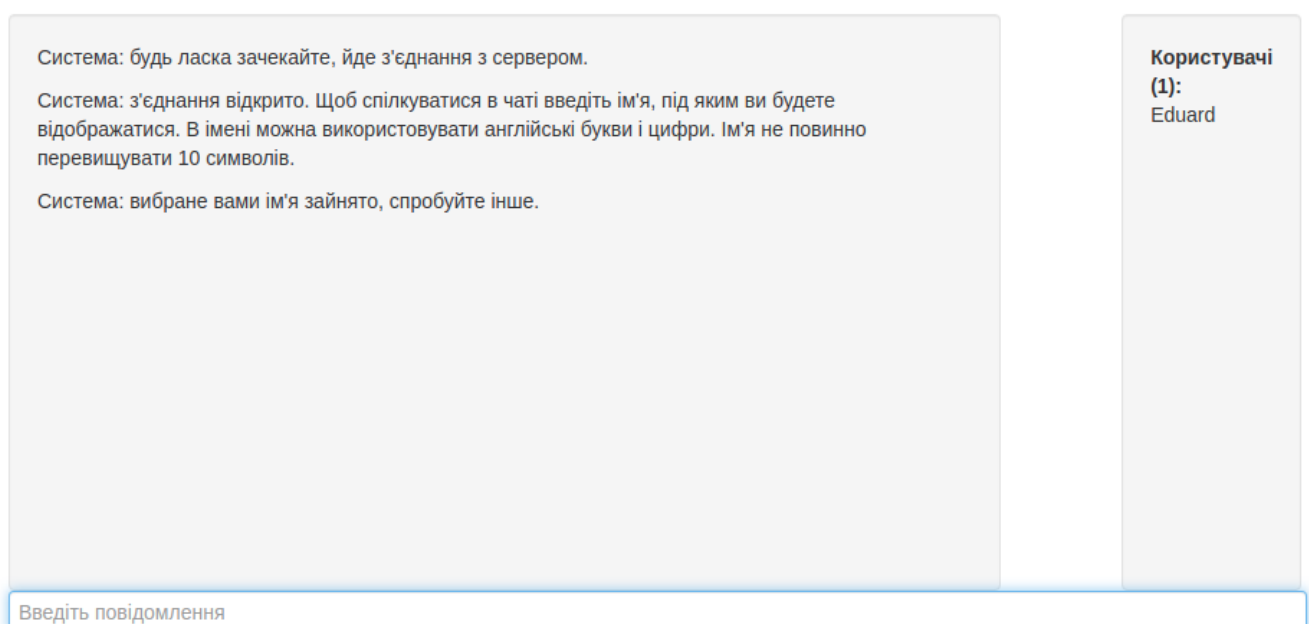 Система: будь ласка зачекайте, йде з'єднання з сервером.
Система: з'єднання відкрито. Щоб спілкуватися в чаті введіть ім'я, під яким ви будете
відображатися. В імені можна використовувати англійські букви і цифри. Ім'я не повинно
перевищувати 10 символів.
Система: вибране вами ім'я зайнято, спробуйте інше.
Користувачі
(1):
Eduard
Введіть повідомлення